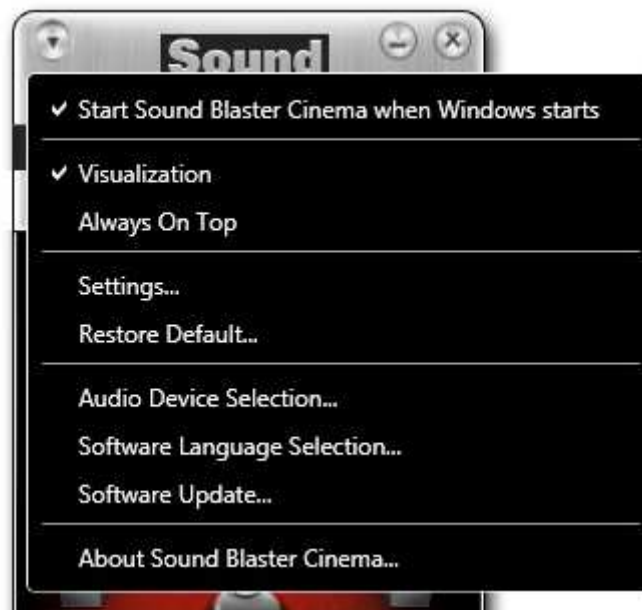 Sound
Start Sound Blaster Cinema when Windows starts
Visualization
Always On Top
Settings...
Restore Default...
Audio Device Selection...
Software Language Selection...
Software Update...
About Sound Blaster Cinema...